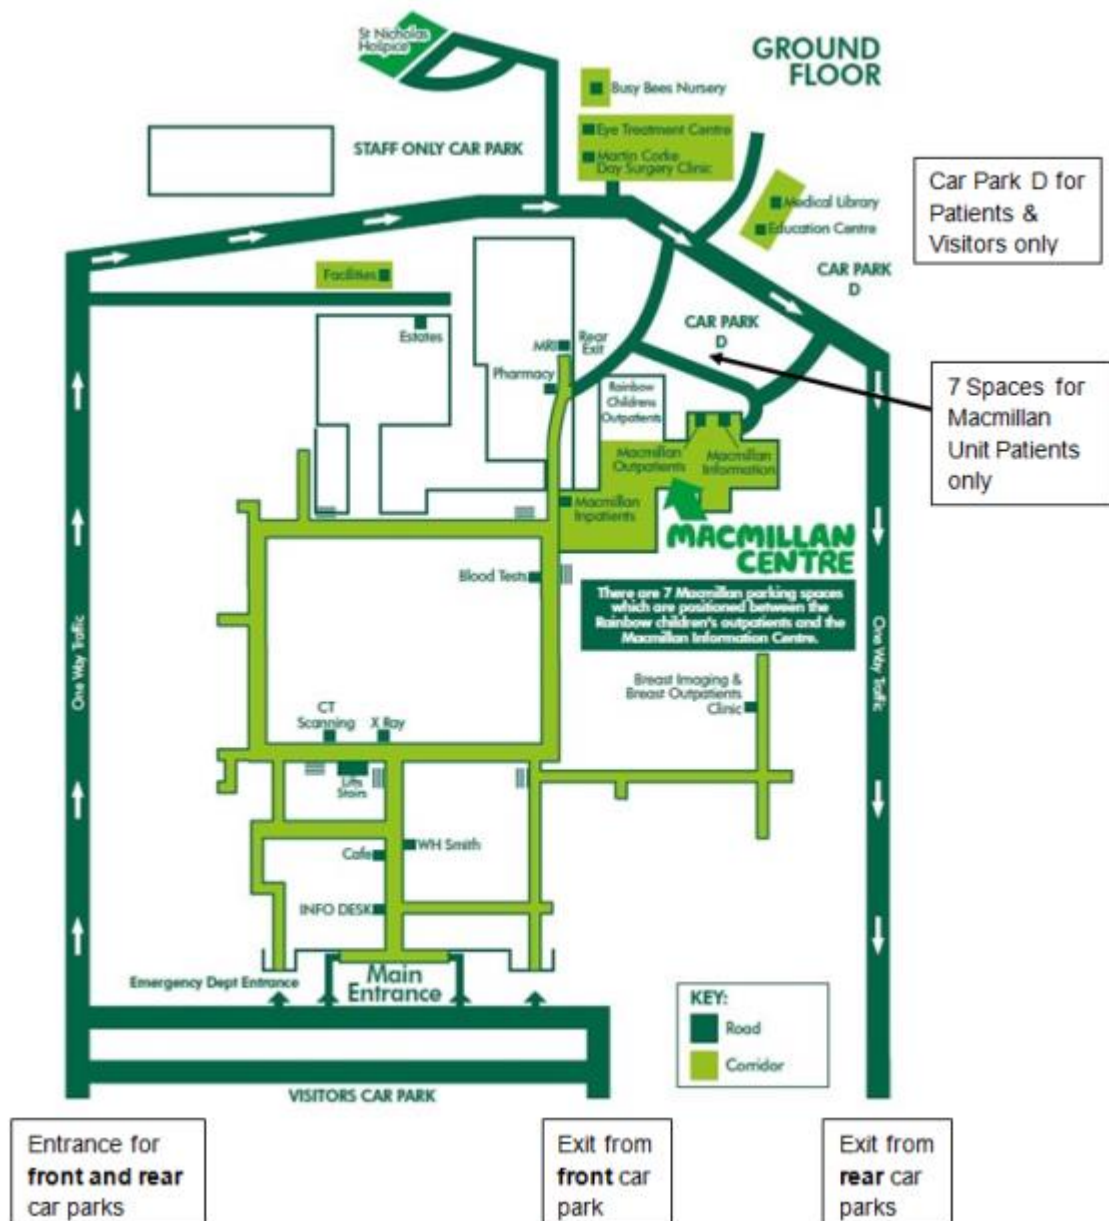 St Nicholas
Hospice
GROUND
FLOOR
Busy Bees Nursery
Eye Treatment Centre
Martin Corke
Day Surgery Clinic
STAFF ONLY CAR PARK
Medical Library
Education Centre
Car Park D for
Patients &
Visitors only
CAR PARK
D
Facilities
CAR PARK
D
Estates
MRI
Rear
Exit
Pharmacy
Rainbow
Childrens
Outpatients
7 Spaces for
Macmillan
Unit Patients
only
Macmillan
Outpatients
Macmillan
Information
Macmillan
Inpatients
MACMILLAN
CENTRE
Blood Tests
There are 7 Macmillan parking spaces
which are positioned between the
Rainbow children's outpatients and the
Macmillan Information Centre.
One Way Traffic
One Way Traffic
Breast Imaging &
Breast Outpatients
Clinic
CT
Scanning
X Ray
Lifts
Stairs
WH Smith
Cafe
INFO DESK
Emergency Dept Entrance
Main
Entrance
KEY:
Road
Corridor
VISITORS CAR PARK
Entrance for
front and rear
car parks
Exit from
front car
park
Exit from
rear car
parks